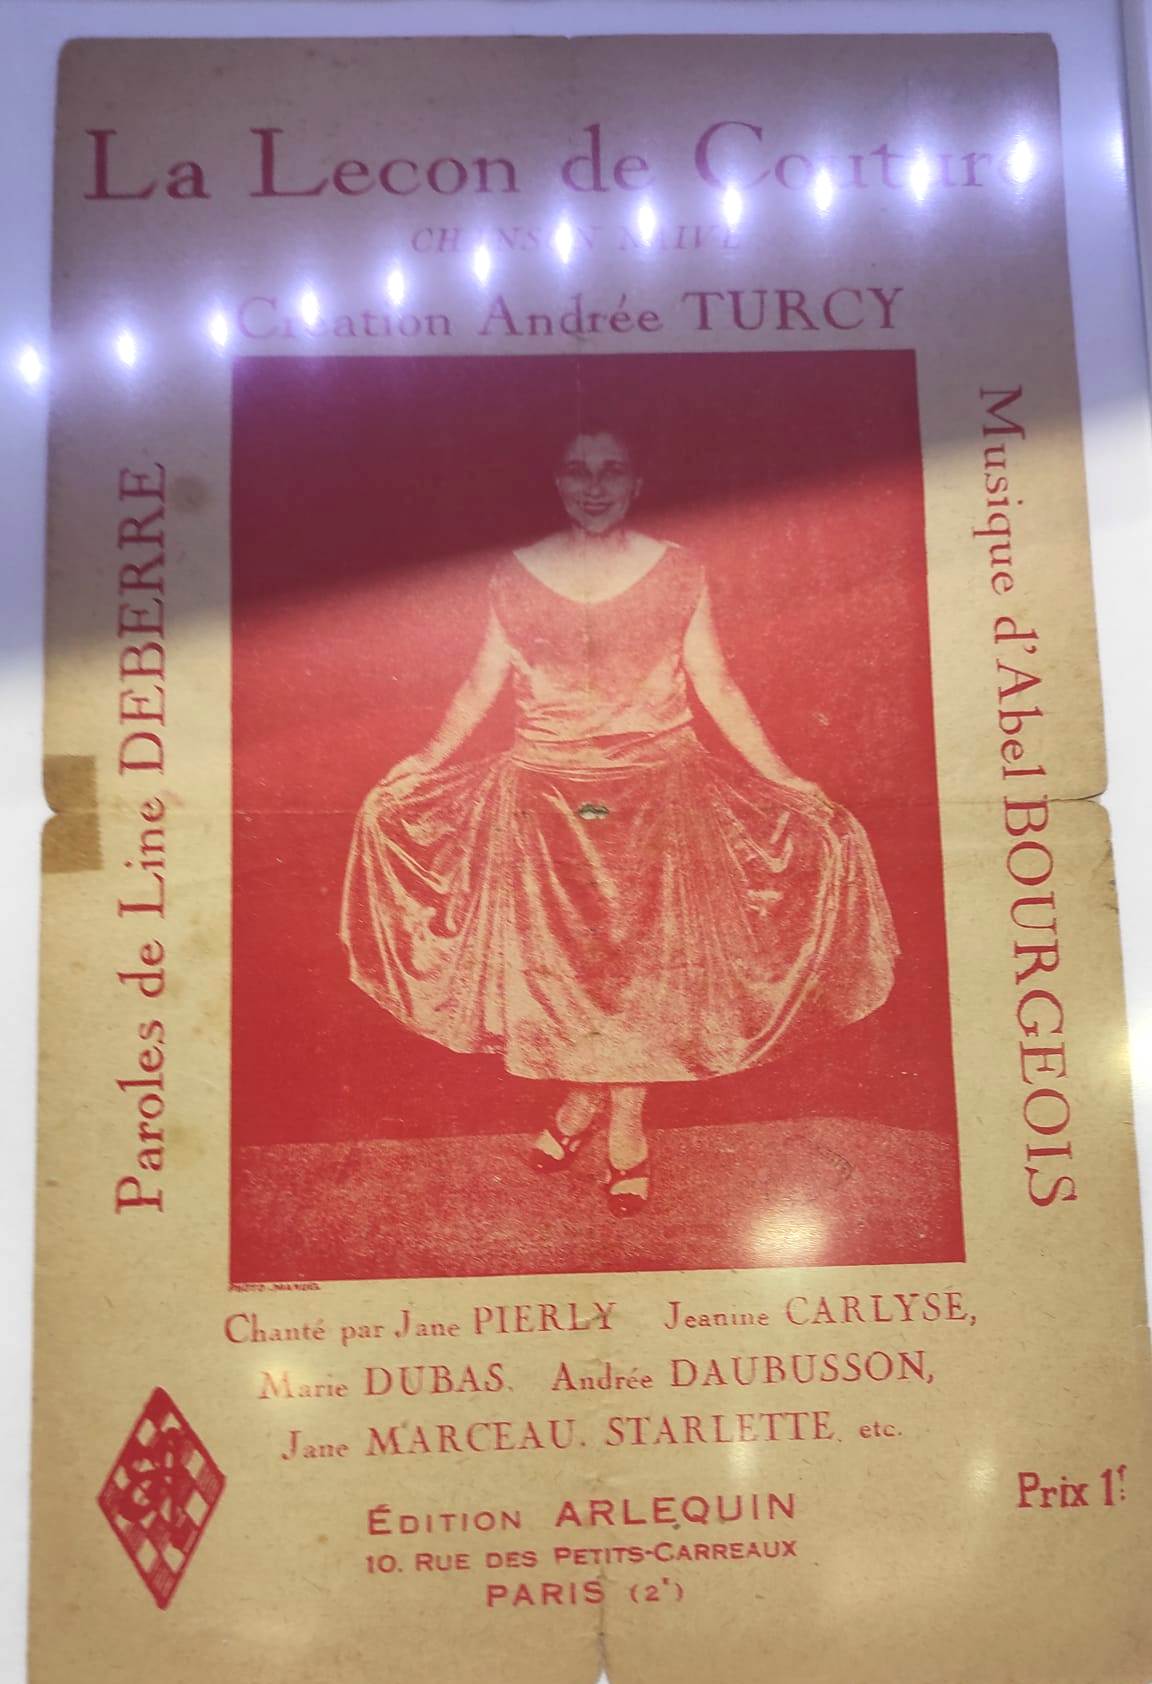 La Lecon de Couture
CHANSON NAIVE
Création Andrée TURCY
Paroles de Line DEBERRE
Musique d'Abel BOURGEOIS
Chanté par Jane PIERLY Jeanine CARLYSE,
Marie DUBAS, Andrée DAUBUSSON,
Jane MARCEAU, STARLETTE, etc.
ÉDITION ARLEQUIN
10. RUE DES PETITS-CARREAUX
PARIS (2e)
Prix 1f.